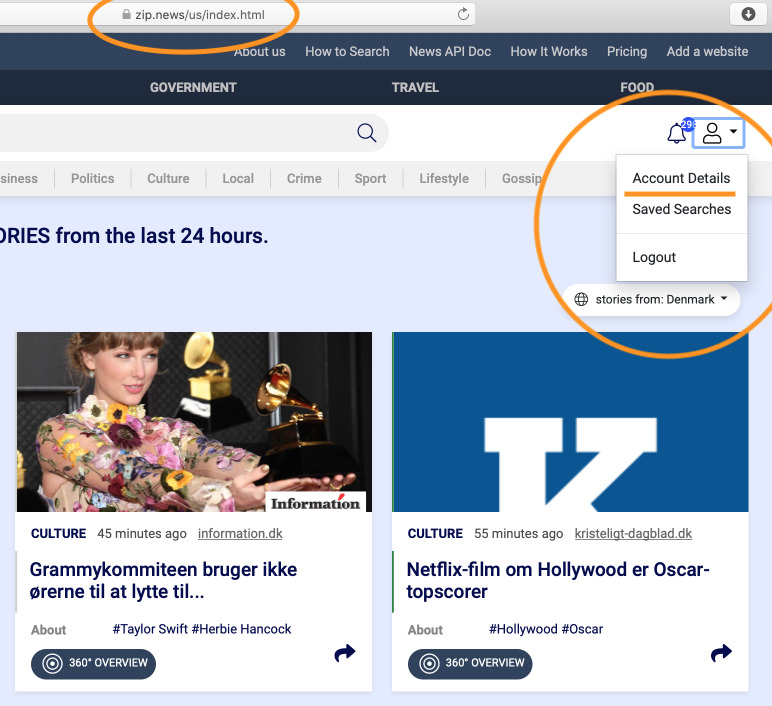 zip.news/us/index.html
About us How to Search News API Doc How It Works Pricing Add a website
GOVERNMENT TRAVEL FOOD
29
siness Politics Culture Local Crime Sport Lifestyle Gossip
Account Details
Saved Searches
Logout
ORIES from the last 24 hours.
stories from: Denmark
Information
K
CULTURE 45 minutes ago information.dk
Grammykommiteen bruger ikke
ørerne til at lytte til...
About #Taylor Swift #Herbie Hancock
360° OVERVIEW
CULTURE 55 minutes ago kristeligt-dagblad.dk
Netflix-film om Hollywood er Oscar-
topscorer
About #Hollywood #Oscar
360° OVERVIEW